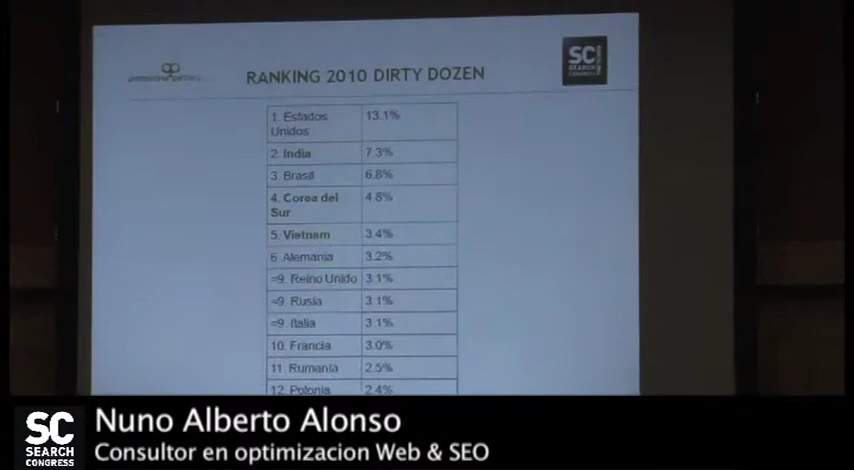 RANKING 2010 DIRTY DOZEN
SC
SEARCH
CONGRESS
1. Estados
Unidos
13.1%
2. India
7.3%
3. Brasil
6.8%
4. Corea del
Sur
4.8%
5. Vietnam
3.4%
6. Alemania
3.2%
=9. Reino Unido
3.1%
=9. Rusia
3.1%
=9. Italia
3.1%
10. Francia
3.0%
11. Rumania
2.5%
12. Polonia
2.4%
SC
SEARCH
CONGRESS
Nuno Alberto Alonso
Consultor en optimizacion Web & SEO